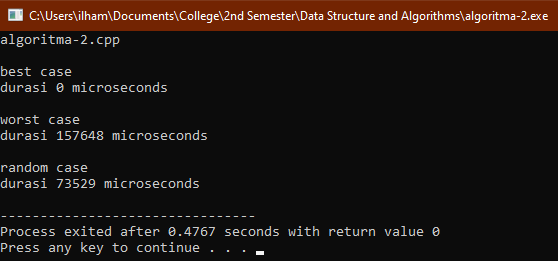 C:\Users\ilham\Documents\College\2nd Semester\Data Structure and Algorithms\algoritma-2.exe
algoritma-2.cpp
best case
durasi 0 microseconds
worst case
durasi 157648 microseconds
random case
durasi 73529 microseconds
--------------------------------
Process exited after 0.4767 seconds with return value 0
Press any key to continue . . .